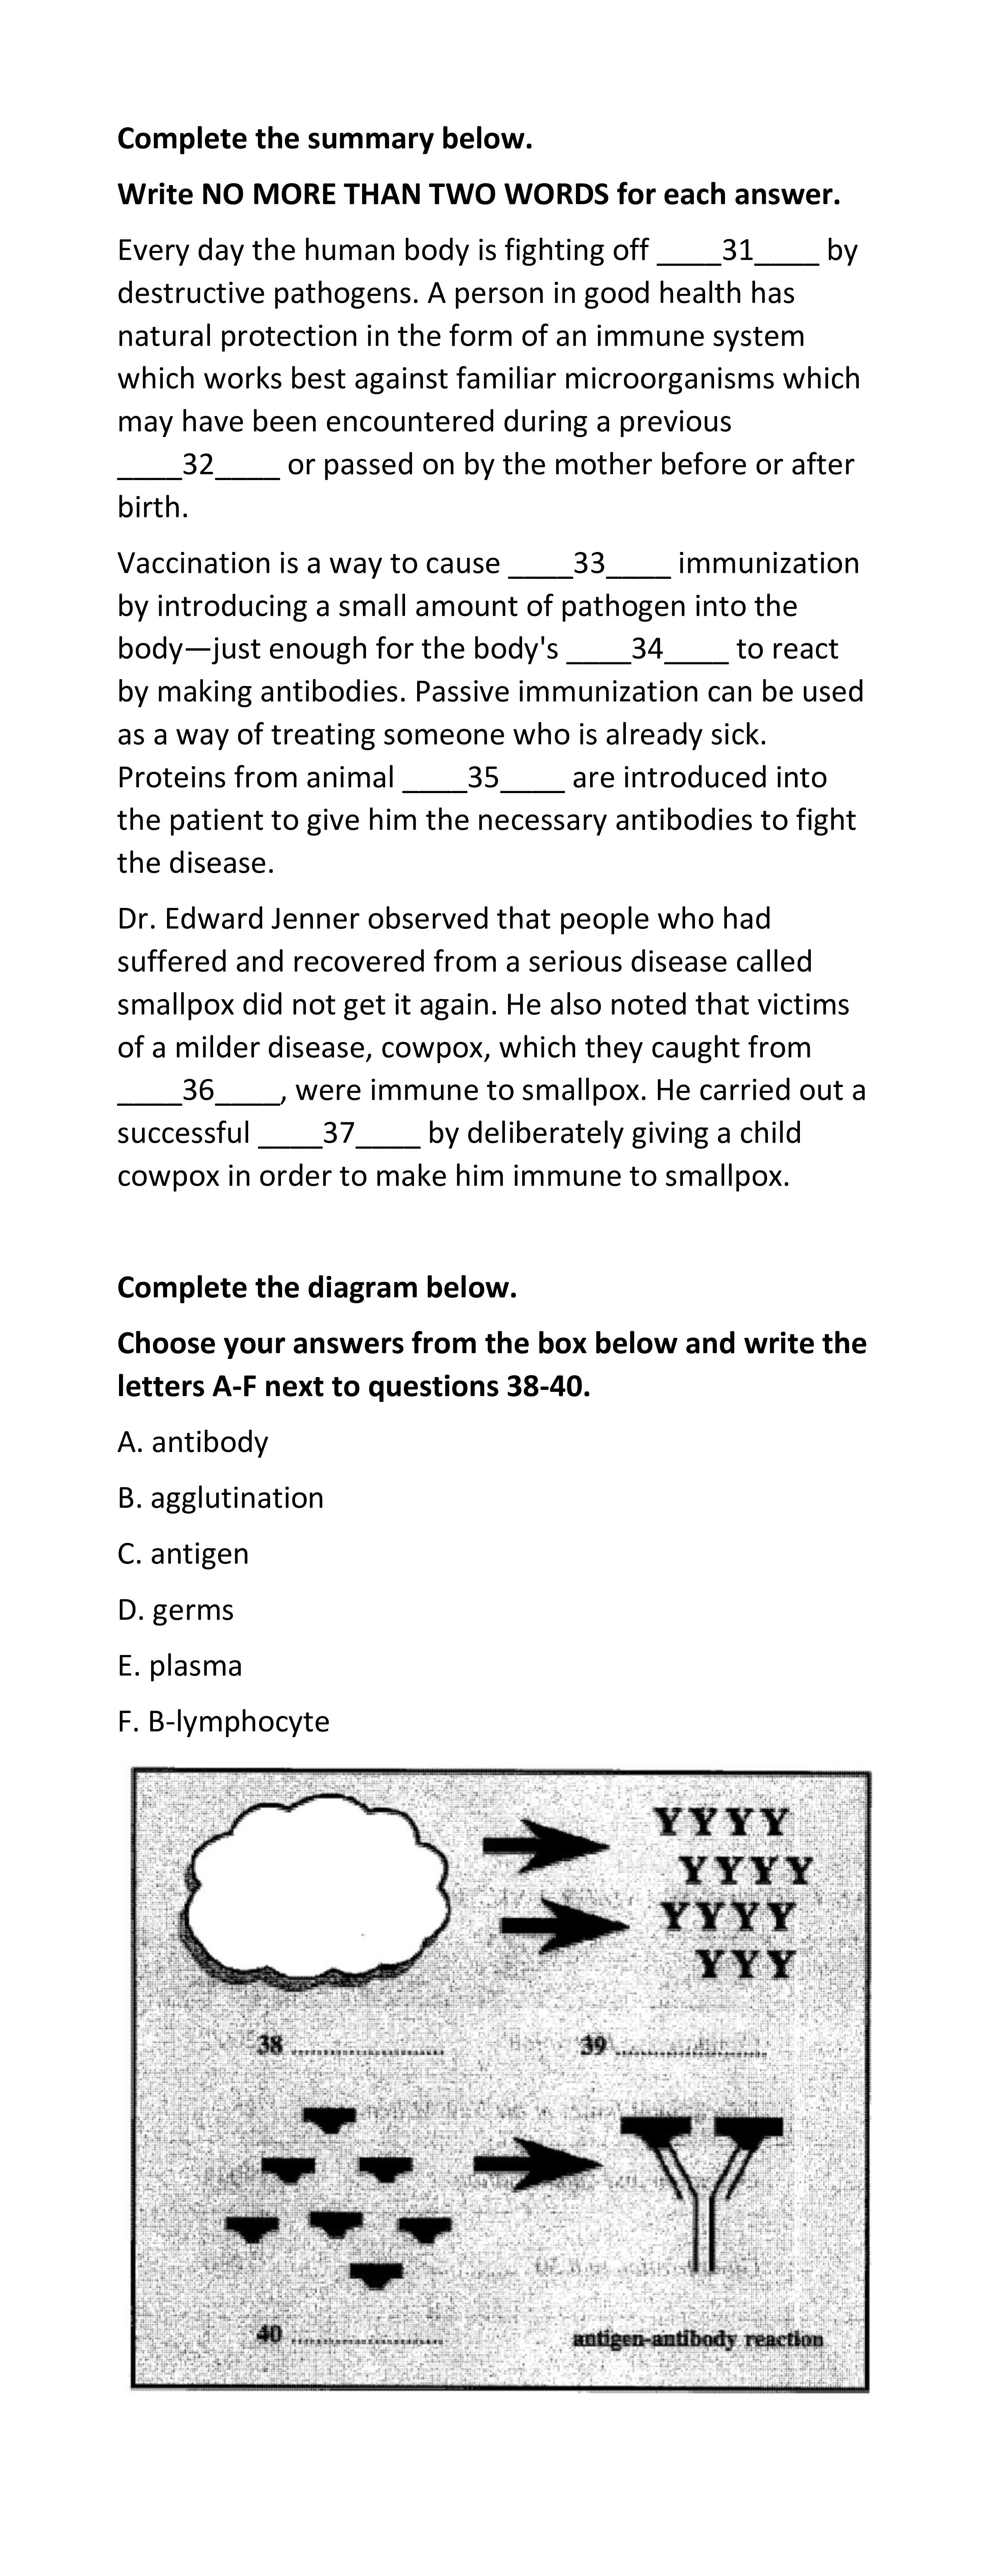 Complete the summary below.
Write NO MORE THAN TWO WORDS for each answer.
Every day the human body is fighting off ____31____ by
destructive pathogens. A person in good health has
natural protection in the form of an immune system
which works best against familiar microorganisms which
may have been encountered during a previous
____32____ or passed on by the mother before or after
birth.
Vaccination is a way to cause ____33____ immunization
by introducing a small amount of pathogen into the
body—just enough for the body's ____34____ to react
by making antibodies. Passive immunization can be used
as a way of treating someone who is already sick.
Proteins from animal ____35____ are introduced into
the patient to give him the necessary antibodies to fight
the disease.
Dr. Edward Jenner observed that people who had
suffered and recovered from a serious disease called
smallpox did not get it again. He also noted that victims
of a milder disease, cowpox, which they caught from
____36____, were immune to smallpox. He carried out a
successful ____37____ by deliberately giving a child
cowpox in order to make him immune to smallpox.
Complete the diagram below.
Choose your answers from the box below and write the
letters A-F next to questions 38-40.
A. antibody
B. agglutination
C. antigen
D. germs
E. plasma
F. B-lymphocyte
YYYY
YYYY
YYYY
YYY
38 ........................ 39 ........................
40 ........................ antigen-antibody reaction